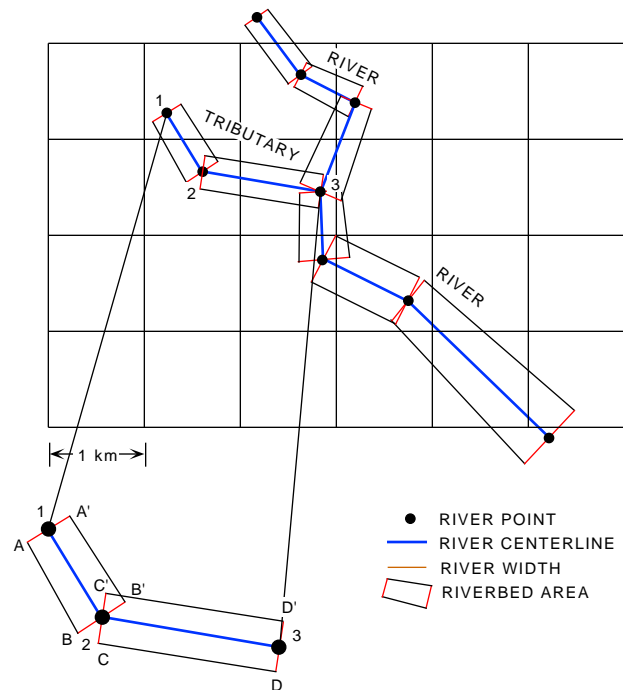 RIVER
1
TRIBUTARY
3
2
RIVER
1 km
1
A'
A
C'
B'
D'
B
2
C
3
D
RIVER POINT
RIVER CENTERLINE
RIVER WIDTH
RIVERBED AREA